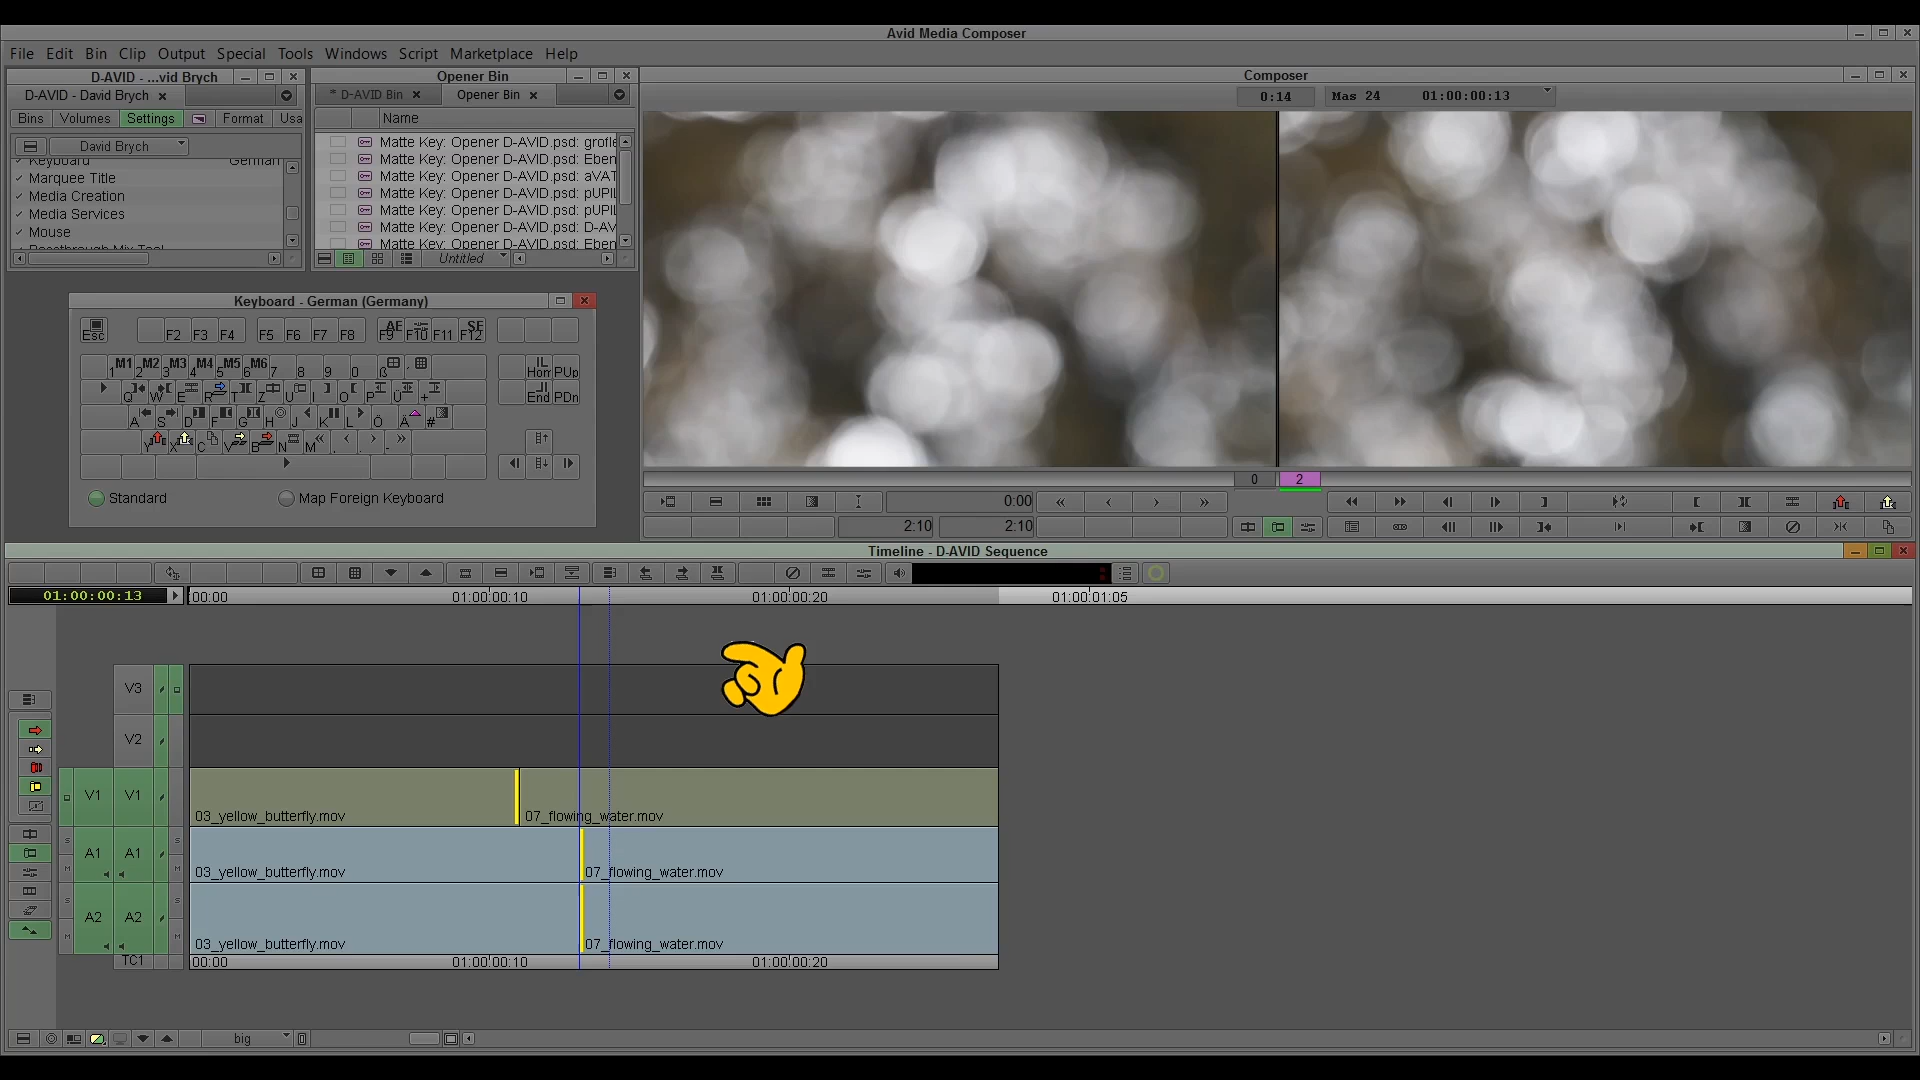 Avid Media Composer
File Edit Bin Clip Output Special Tools Windows Script Marketplace Help
D-AVID - ...vid Brych
Opener Bin
Composer
D-AVID - David Brych
* D-AVID Bin
Opener Bin
0:14
Mas 24
01:00:00:13
Bins Volumes Settings Format Usa
Name
David Brych
Keyboard German
Marquee Title
Media Creation
Media Services
Mouse
Passthrough Mix Tool
Matte Key: Opener D-AVID.psd: grofle
Matte Key: Opener D-AVID.psd: Eben
Matte Key: Opener D-AVID.psd: aVAT
Matte Key: Opener D-AVID.psd: pUPIL
Matte Key: Opener D-AVID.psd: pUPIL
Matte Key: Opener D-AVID.psd: D-AV
Matte Key: Opener D-AVID.psd: Eben
Untitled
Keyboard - German (Germany)
Esc F2 F3 F4 F5 F6 F7 F8 AE F9 F10 F11 SE F12
M1 M2 M3 M4 M5 M6
1 2 3 4 5 6 7 8 9 0 ß Hom PUp
Q W E R T Z U I O P Ü + End PDn
A S D F G H J K L Ö Ä #
Y X C V B N M , . -
Standard
Map Foreign Keyboard
0 2
0:00
2:10 2:10
Timeline - D-AVID Sequence
01:00:00:13
00:00 01:00:00:10 01:00:00:20 01:00:01:05
V3
V2
V1 V1
03_yellow_butterfly.mov 07_flowing_water.mov
S
A1 A1
M
03_yellow_butterfly.mov 07_flowing_water.mov
S
A2 A2
M
03_yellow_butterfly.mov 07_flowing_water.mov
TC1
00:00 01:00:00:10 01:00:00:20
big